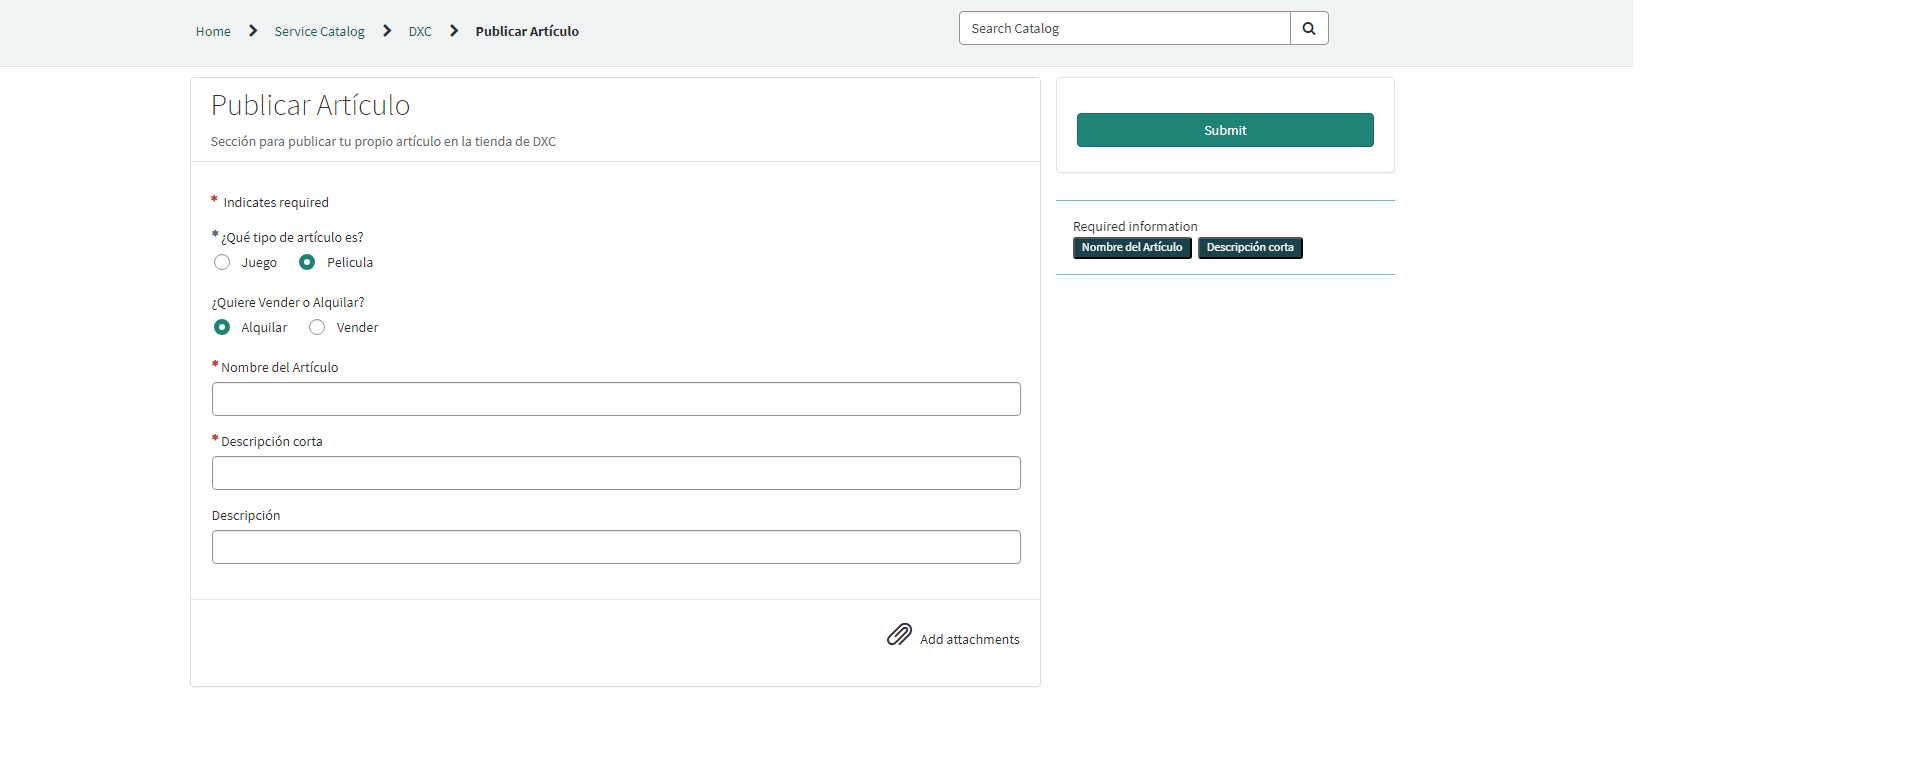 Home > Service Catalog > DXC > Publicar Artículo
Search Catalog
Publicar Artículo
Sección para publicar tu propio artículo en la tienda de DXC
* Indicates required
* ¿Qué tipo de artículo es?
Juego Pelicula
¿Quiere Vender o Alquilar?
Alquilar Vender
* Nombre del Artículo
* Descripción corta
Descripción
Add attachments
Submit
Required information
Nombre del Artículo Descripción corta